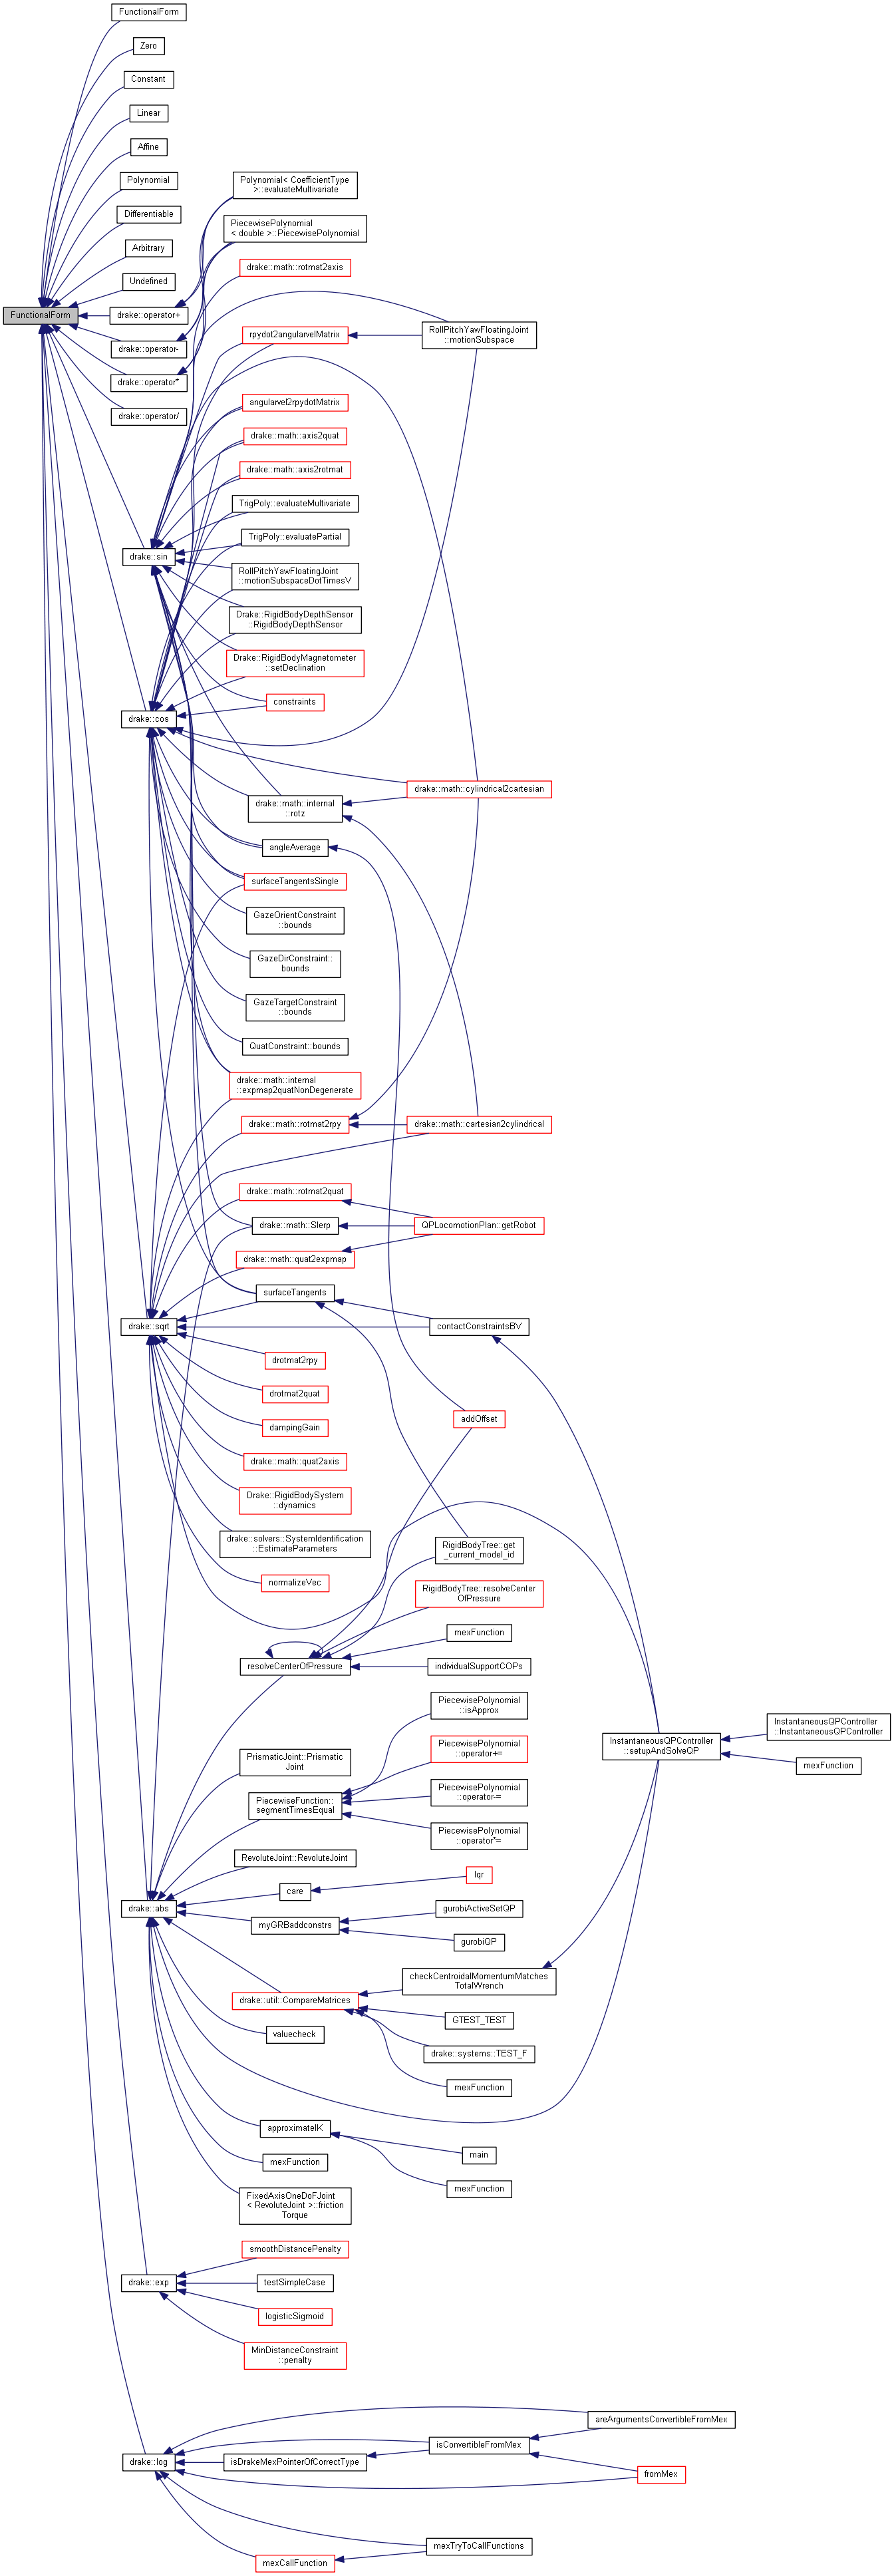 FunctionalForm
Zero
Constant
Linear
Affine
Polynomial
Differentiable
Arbitrary
Undefined
FunctionalForm
drake::operator+
drake::operator-
drake::operator*
drake::operator/
Polynomial< CoefficientType
>::evaluateMultivariate
PiecewisePolynomial
< double >::PiecewisePolynomial
drake::math::rotmat2axis
rpydot2angularvelMatrix
RollPitchYawFloatingJoint
::motionSubspace
angularvel2rpydotMatrix
drake::math::axis2quat
drake::math::axis2rotmat
TrigPoly::evaluateMultivariate
TrigPoly::evaluatePartial
drake::sin
RollPitchYawFloatingJoint
::motionSubspaceDotTimesV
Drake::RigidBodyDepthSensor
::RigidBodyDepthSensor
Drake::RigidBodyMagnetometer
::setDeclination
constraints
drake::cos
drake::math::cylindrical2cartesian
drake::math::internal
::rotz
angleAverage
surfaceTangentsSingle
GazeOrientConstraint
::bounds
GazeDirConstraint::
bounds
GazeTargetConstraint
::bounds
QuatConstraint::bounds
drake::math::internal
::expmap2quatNonDegenerate
drake::math::rotmat2rpy
drake::math::cartesian2cylindrical
drake::math::rotmat2quat
drake::math::Slerp
QPLocomotionPlan::getRobot
drake::math::quat2expmap
surfaceTangents
drake::sqrt
contactConstraintsBV
drotmat2rpy
drotmat2quat
addOffset
dampingGain
drake::math::quat2axis
Drake::RigidBodySystem
::dynamics
drake::solvers::SystemIdentification
::EstimateParameters
RigidBodyTree::get
_current_model_id
normalizeVec
RigidBodyTree::resolveCenter
OfPressure
mexFunction
resolveCenterOfPressure
individualSupportCOPs
PiecewisePolynomial
::isApprox
InstantaneousQPController
::setupAndSolveQP
InstantaneousQPController
::InstantaneousQPController
mexFunction
PrismaticJoint::Prismatic
Joint
PiecewisePolynomial
::operator+=
PiecewisePolynomial
::operator-=
PiecewiseFunction::
segmentTimesEqual
PiecewisePolynomial
::operator*=
RevoluteJoint::RevoluteJoint
lqr
care
drake::abs
gurobiActiveSetQP
myGRBaddconstrs
gurobiQP
checkCentroidalMomentumMatches
TotalWrench
drake::util::CompareMatrices
GTEST_TEST
valuecheck
drake::systems::TEST_F
mexFunction
approximateIK
main
mexFunction
mexFunction
FixedAxisOneDoFJoint
< RevoluteJoint >::friction
Torque
smoothDistancePenalty
drake::exp
testSimpleCase
logisticSigmoid
MinDistanceConstraint
::penalty
areArgumentsConvertibleFromMex
isConvertibleFromMex
drake::log
isDrakeMexPointerOfCorrectType
fromMex
mexTryToCallFunctions
mexCallFunction